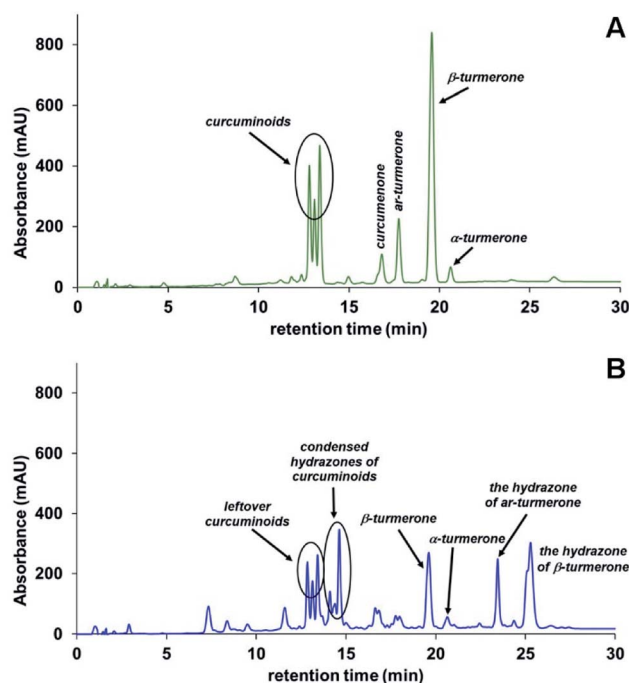 A
800
600
400
200
0
Absorbance (mAU)
curcuminoids
curcumenone
ar-turmerone
β-turmerone
α-turmerone
0 5 10 15 20 25 30
retention time (min)
B
800
600
400
200
0
Absorbance (mAU)
condensed
hydrazones of
curcuminoids
leftover
curcuminoids
β-turmerone
α-turmerone
the hydrazone
of ar-turmerone
the hydrazone
of β-turmerone
0 5 10 15 20 25 30
retention time (min)